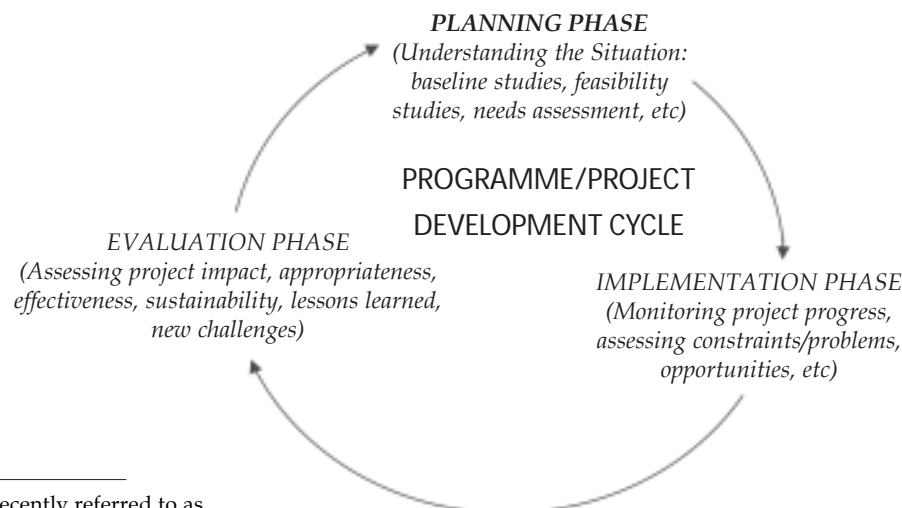 PLANNING PHASE
(Understanding the Situation:
baseline studies, feasibility
studies, needs assessment, etc)
PROGRAMME/PROJECT
DEVELOPMENT CYCLE
EVALUATION PHASE
(Assessing project impact, appropriateness,
effectiveness, sustainability, lessons learned,
new challenges)
IMPLEMENTATION PHASE
(Monitoring project progress,
assessing constraints/problems,
opportunities, etc)
ecently referred to as